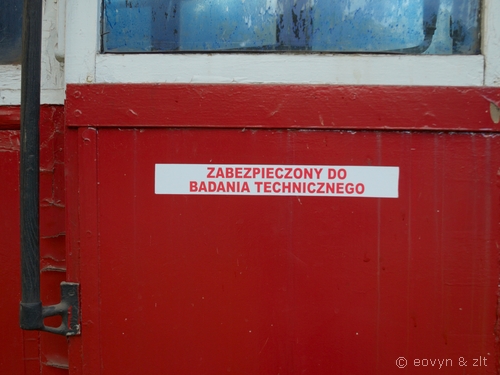 ZABEZPIECZONY DO
BADANIA TECHNICZNEGO
© eovyn & zlt